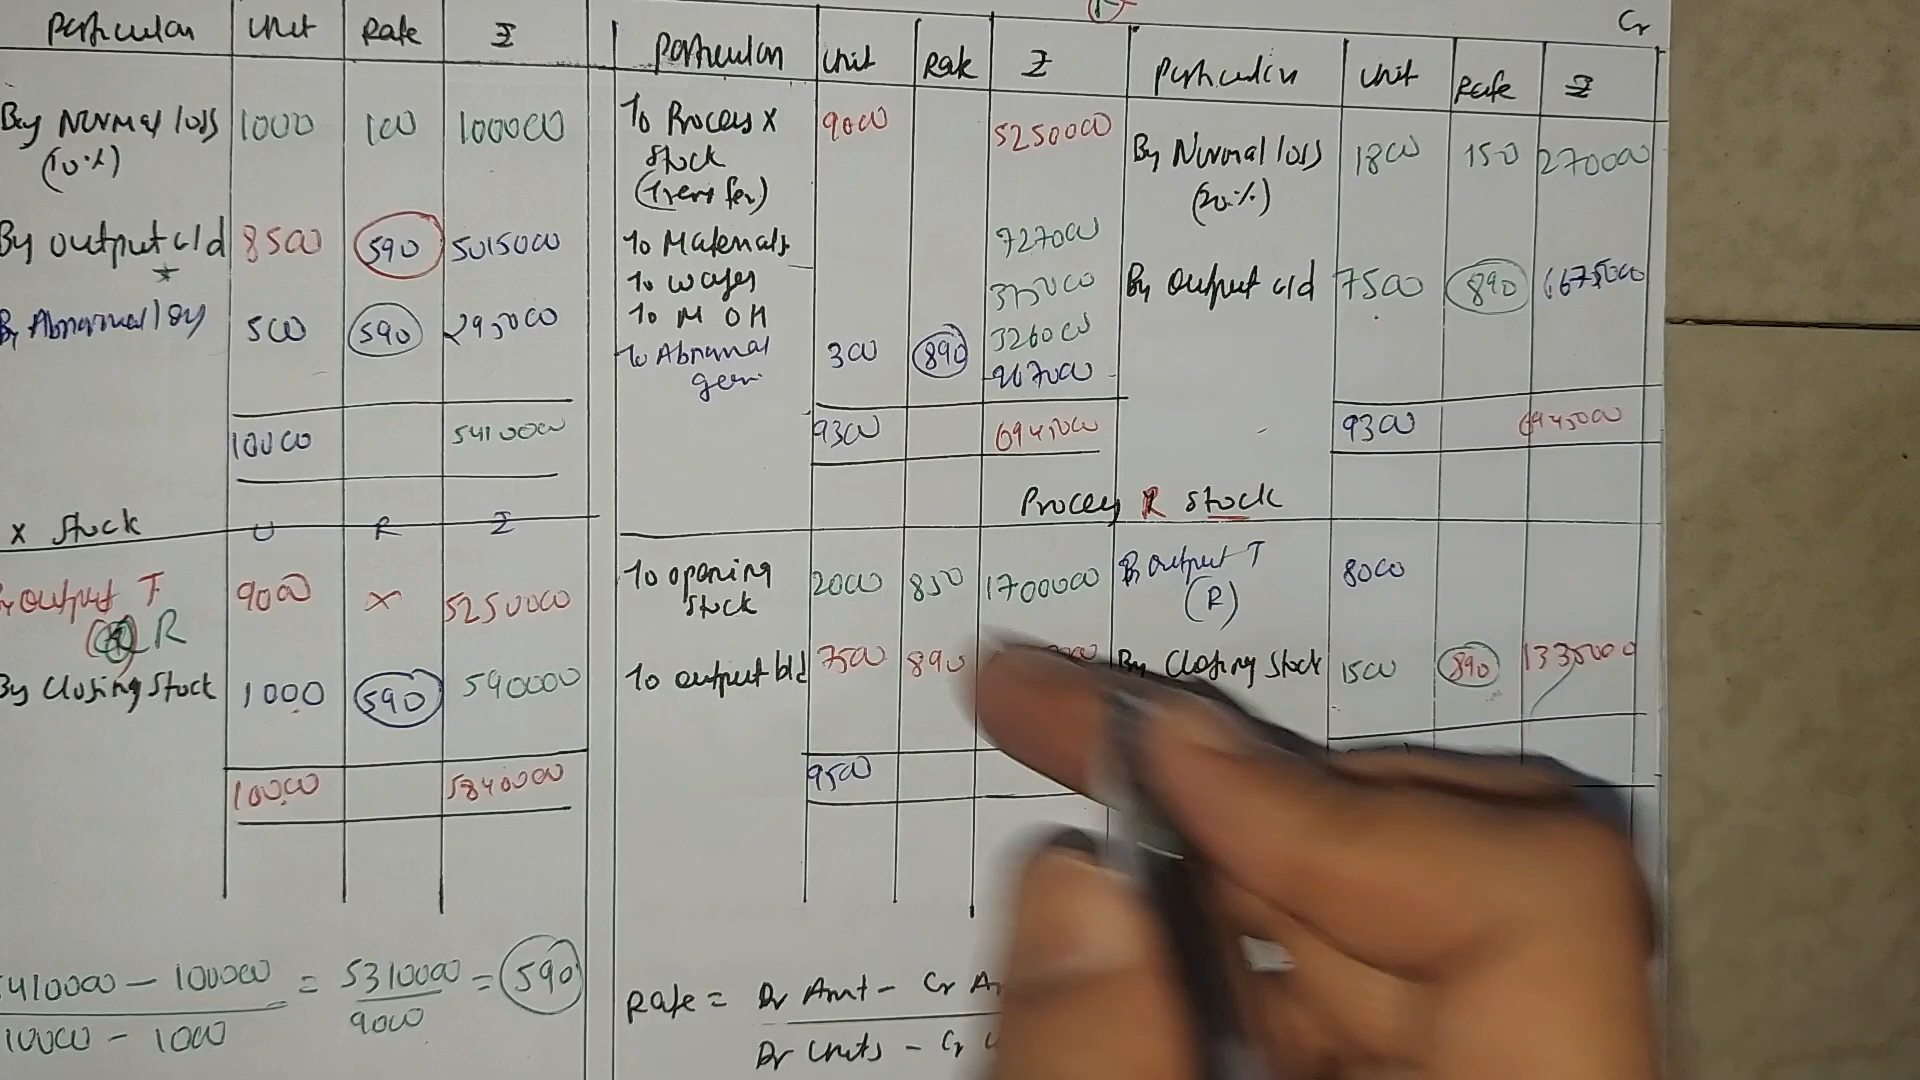 Particular Unit Rate ₹
By Normal loss 1000 100 100000
(10%)
By output c/d 8500 590 5015000
By Abnormal loss 500 590 295000
10000 5410000
X Stock U R ₹
By output T 9000 X 5250000
R
By Closing Stock 1000 590 590000
10000 5840000
5410000 - 100000 = 5310000 = 590
10000 - 1000 9000
Cr
Particular Unit Rate ₹ Particular Unit Rate ₹
To Process X 9000 5250000 By Normal loss 1800 150 270000
Stock (20%)
(Transfer)
To Materials 727000
To Wages By output c/d 7500 890 6675000
To M OH 326000
To Abnormal 300 890 267000
gain
9300 6945000 9300 6945000
Process R Stock
To opening 2000 850 1700000 By output T 8000
Stock (R)
To output b/d 7500 890 By Closing Stock 1500 890 1335000
9500
Rate = Dr Amt - Cr
Dr Units - Cr